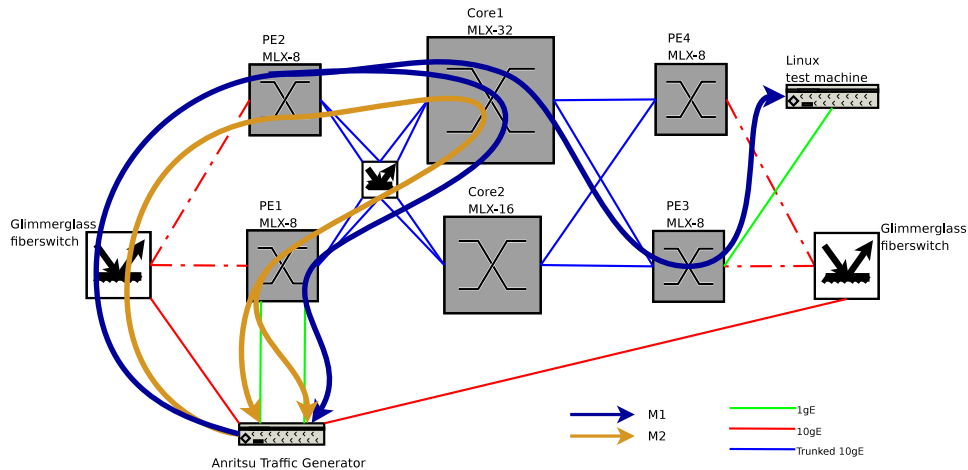 Core1
MLX-32
PE2
MLX-8
PE4
MLX-8
Linux
test machine
PE1
MLX-8
Core2
MLX-16
PE3
MLX-8
Glimmerglass
fiberswitch
Glimmerglass
fiberswitch
Anritsu Traffic Generator
M1
M2
1gE
10gE
Trunked 10gE